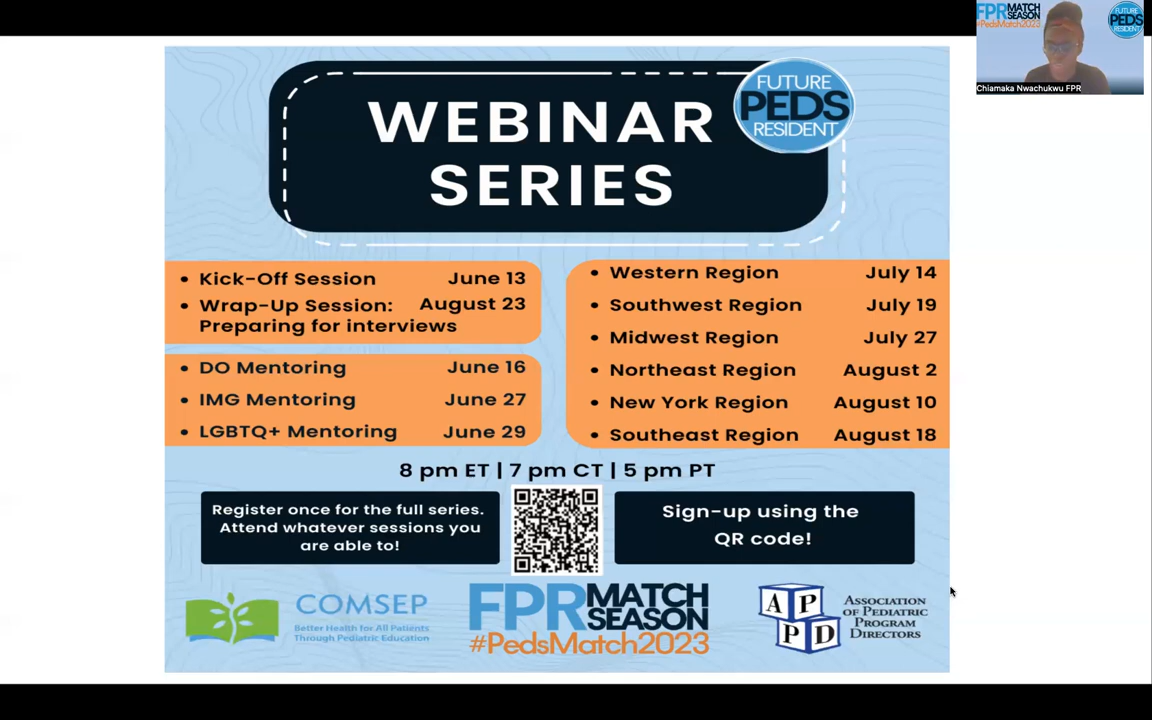 WEBINAR
SERIES
FUTURE
PEDS
RESIDENT
• Kick-Off Session June 13
• Wrap-Up Session: August 23
Preparing for interviews
• DO Mentoring June 16
• IMG Mentoring June 27
• LGBTQ+ Mentoring June 29
• Western Region July 14
• Southwest Region July 19
• Midwest Region July 27
• Northeast Region August 2
• New York Region August 10
• Southeast Region August 18
8 pm ET | 7 pm CT | 5 pm PT
Register once for the full series.
Attend whatever sessions you
are able to!
Sign-up using the
QR code!
COMSEP
Better Health for All Patients
Through Pediatric Education
FPR MATCH
SEASON
#PedsMatch2023
A P
P D
ASSOCIATION
OF PEDIATRIC
PROGRAM
DIRECTORS
FPR MATCH
SEASON
#PedsMatch2023
FUTURE
PEDS
RESIDENT
Chiamaka Nwachukwu FPR